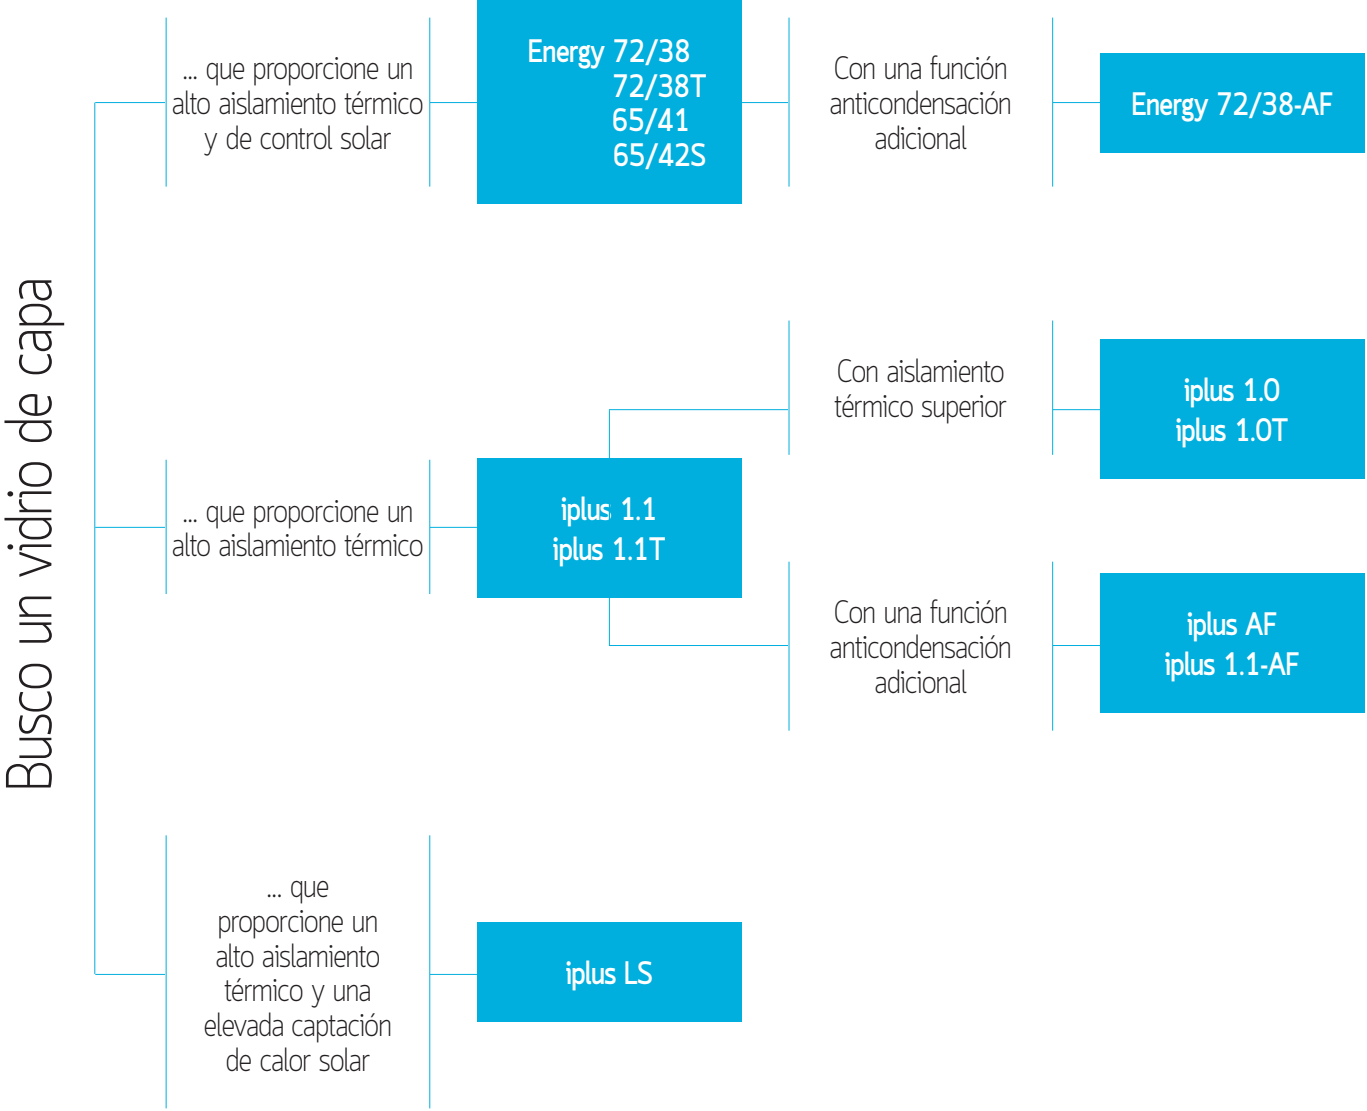 Busco un vidrio de capa
... que proporcione un
alto aislamiento térmico
y de control solar
Energy 72/38
72/38T
65/41
65/42S
Con una función
anticondensación
adicional
Energy 72/38-AF
... que proporcione un
alto aislamiento térmico
iplus 1.1
iplus 1.1T
Con aislamiento
térmico superior
iplus 1.0
iplus 1.0T
Con una función
anticondensación
adicional
iplus AF
iplus 1.1-AF
... que
proporcione un
alto aislamiento
térmico y una
elevada captación
de calor solar
iplus LS